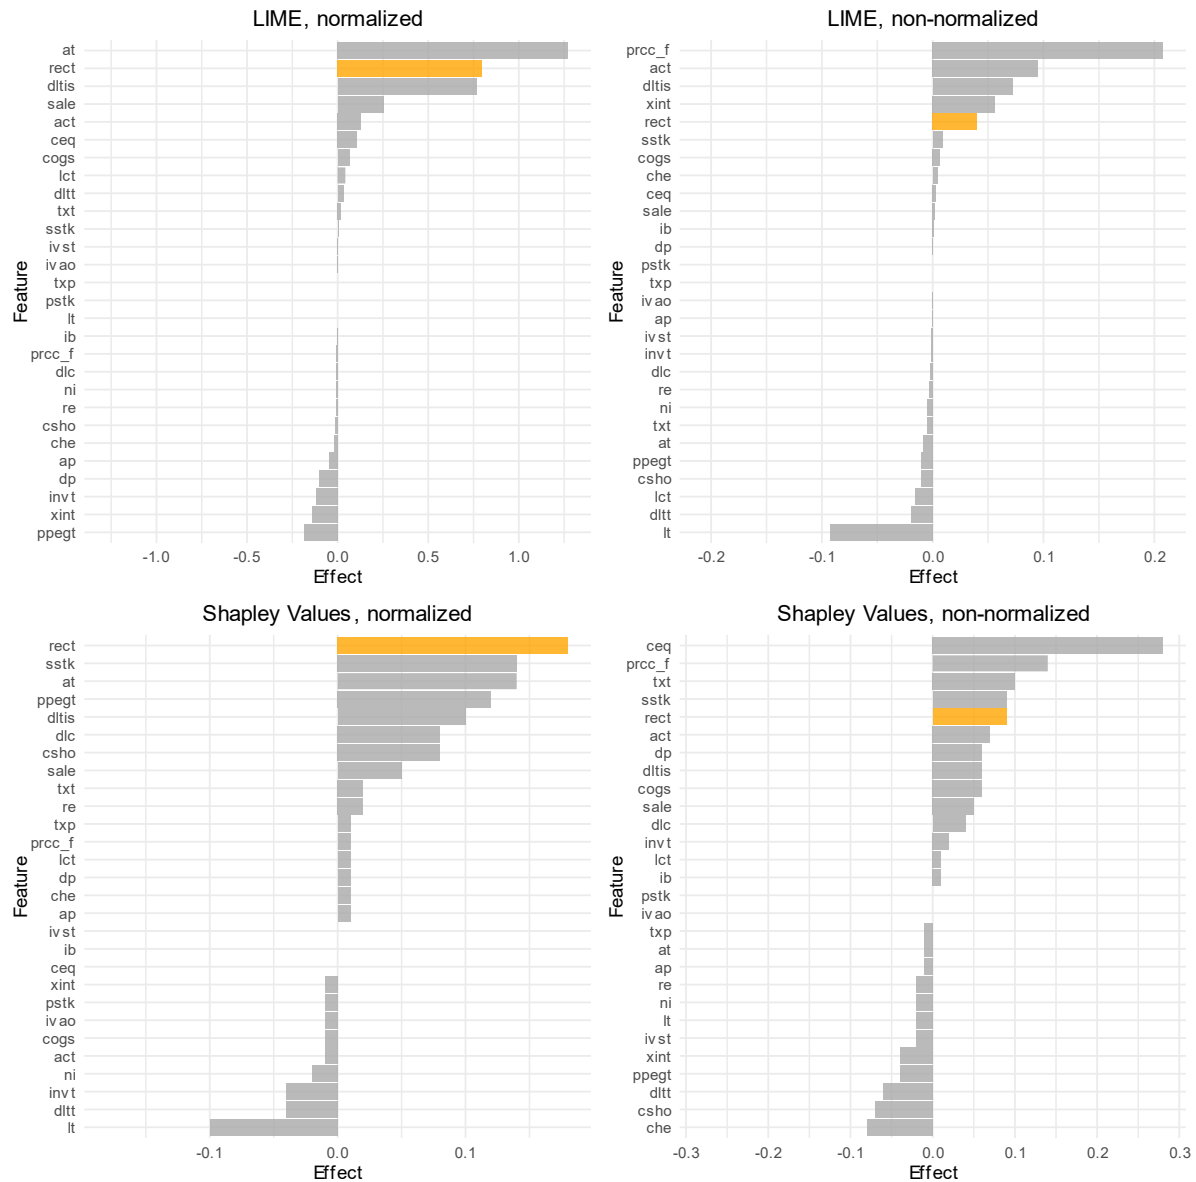 LIME, normalized
at
rect
dltis
sale
act
ceq
cogs
lct
dltt
txt
sstk
ivst
ivao
txp
pstk
lt
ib
prcc_f
dlc
ni
re
csho
che
ap
dp
invt
xint
ppegt
Feature
-1.0 -0.5 0.0 0.5 1.0
Effect
LIME, non-normalized
prcc_f
act
dltis
xint
rect
sstk
cogs
che
ceq
sale
ib
dp
pstk
txp
ivao
ap
ivst
invt
dlc
re
ni
txt
at
ppegt
csho
lct
dltt
lt
Feature
-0.2 -0.1 0.0 0.1 0.2
Effect
Shapley Values, normalized
rect
sstk
at
ppegt
dltis
dlc
csho
sale
txt
re
txp
prcc_f
lct
dp
che
ap
ivst
ib
ceq
xint
pstk
ivao
cogs
act
ni
invt
dltt
lt
Feature
-0.1 0.0 0.1
Effect
Shapley Values, non-normalized
ceq
prcc_f
txt
sstk
rect
act
dp
dltis
cogs
sale
dlc
invt
lct
ib
pstk
ivao
txp
at
ap
re
ni
lt
ivst
xint
ppegt
dltt
csho
che
Feature
-0.3 -0.2 -0.1 0.0 0.1 0.2 0.3
Effect